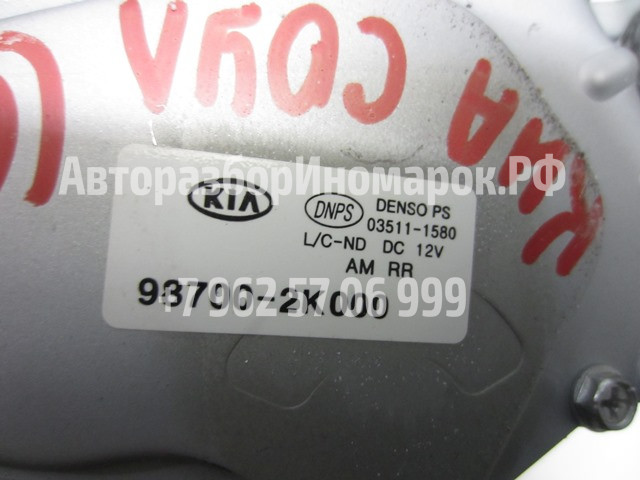 КИА СОУЛ
АвторазборИномарок.РФ
KIA
DNPS
DENSO PS
03511-1580
L/C-ND DC 12V
AM RR
98700-2K000
+7 962 57 06 999